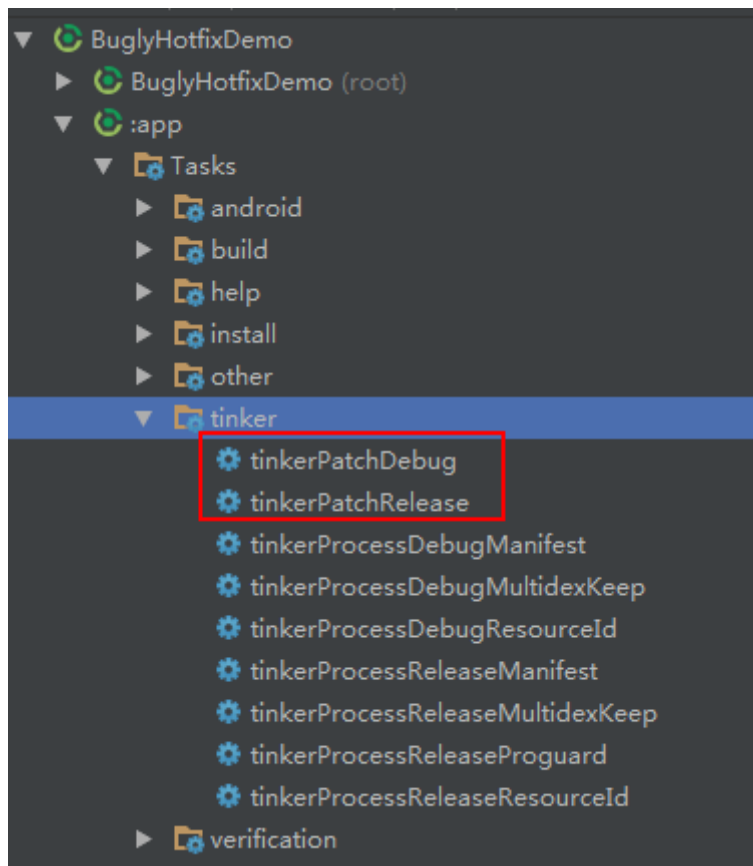 BuglyHotfixDemo
BuglyHotfixDemo (root)
:app
Tasks
android
build
help
install
other
tinker
tinkerPatchDebug
tinkerPatchRelease
tinkerProcessDebugManifest
tinkerProcessDebugMultidexKeep
tinkerProcessDebugResourceId
tinkerProcessReleaseManifest
tinkerProcessReleaseMultidexKeep
tinkerProcessReleaseProguard
tinkerProcessReleaseResourceId
verification